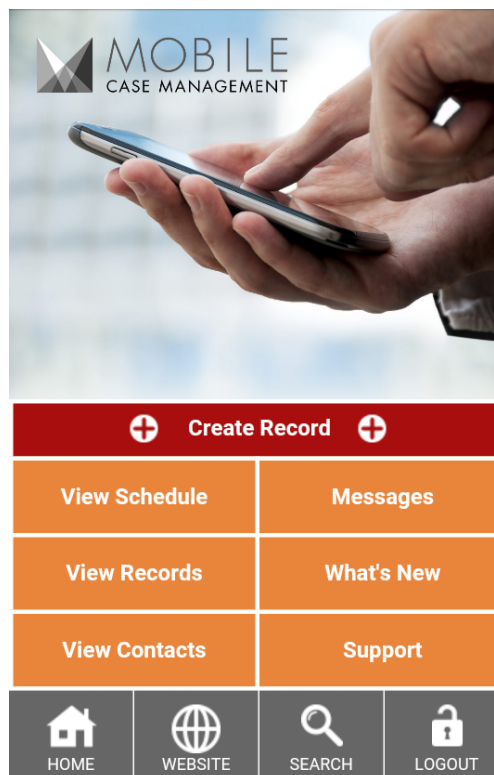 MOBILE
CASE MANAGEMENT
Create Record
View Schedule
Messages
View Records
What's New
View Contacts
Support
HOME
WEBSITE
SEARCH
LOGOUT